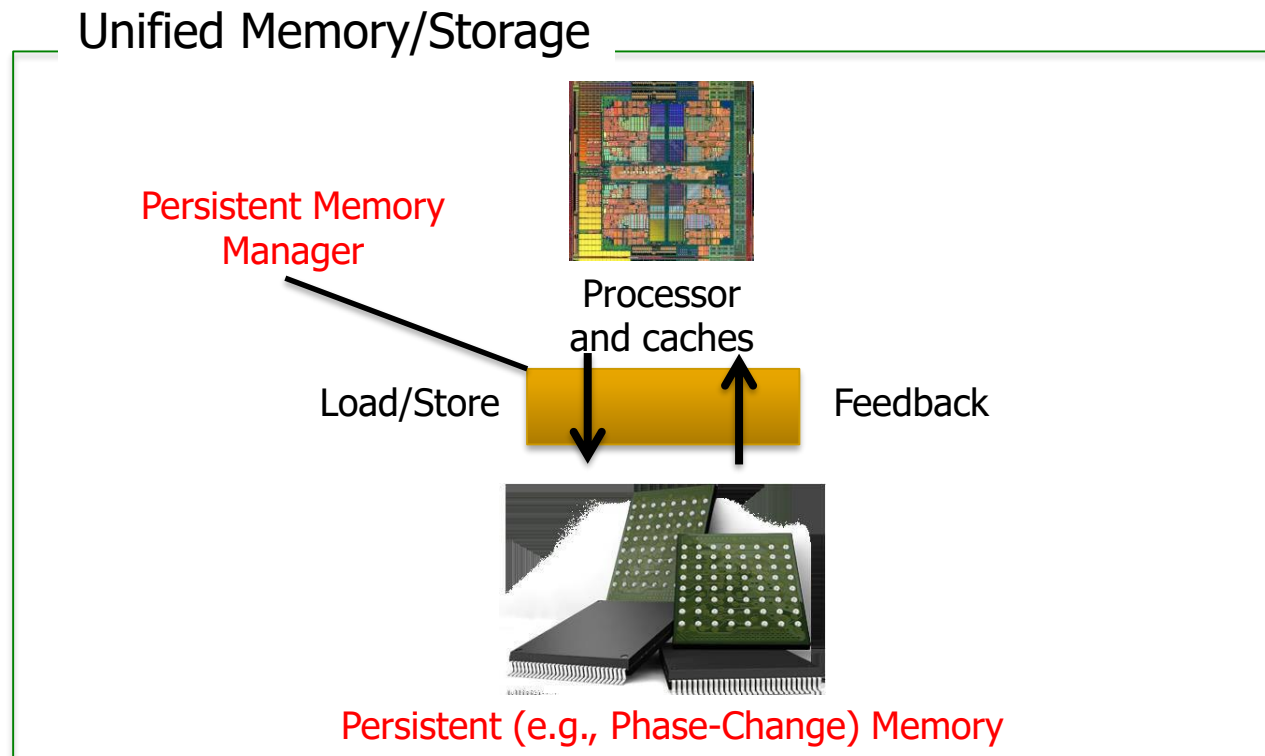 Unified Memory/Storage
Persistent Memory
Manager
Processor
and caches
Load/Store
Feedback
Persistent (e.g., Phase-Change) Memory